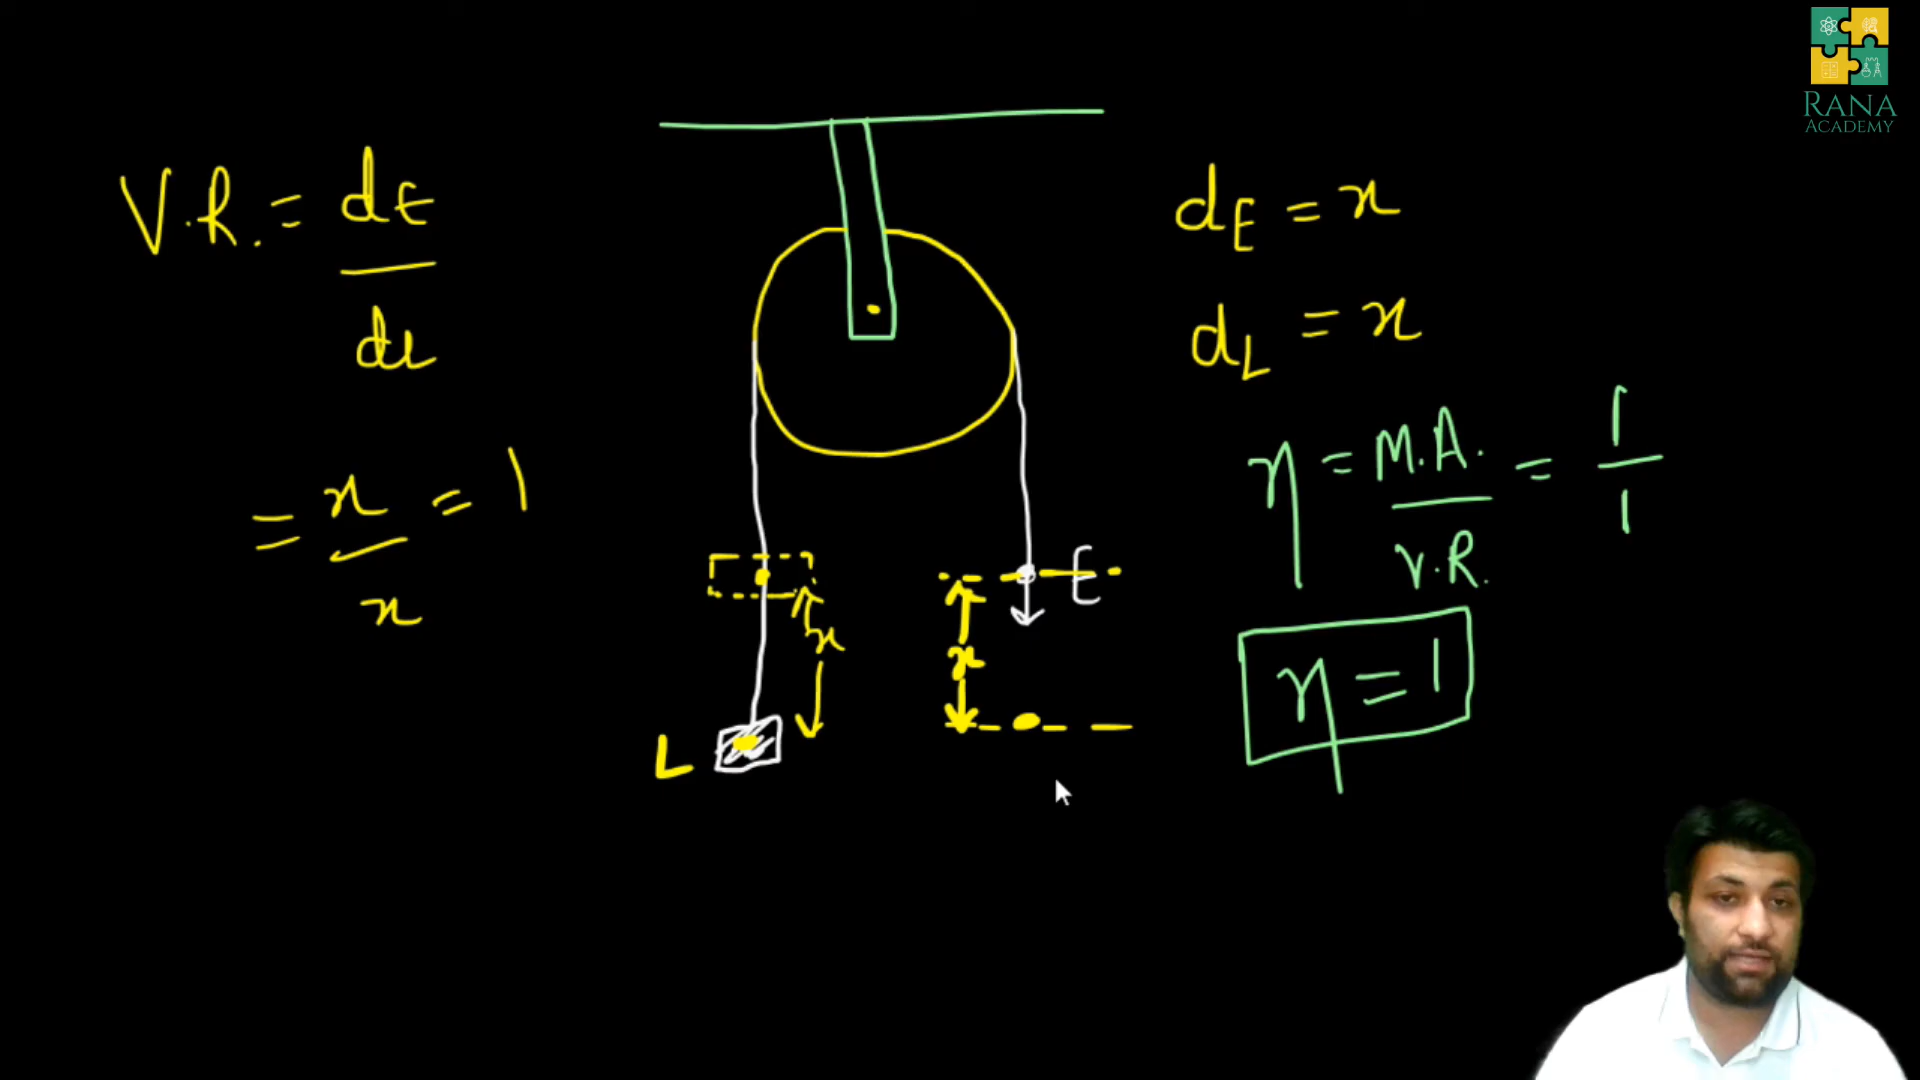 RANA
ACADEMY
V.R. = dE
dL
= x = 1
x
x
L
x
E
dE = x
dL = x
η = M.A. = 1
V.R. 1
η = 1